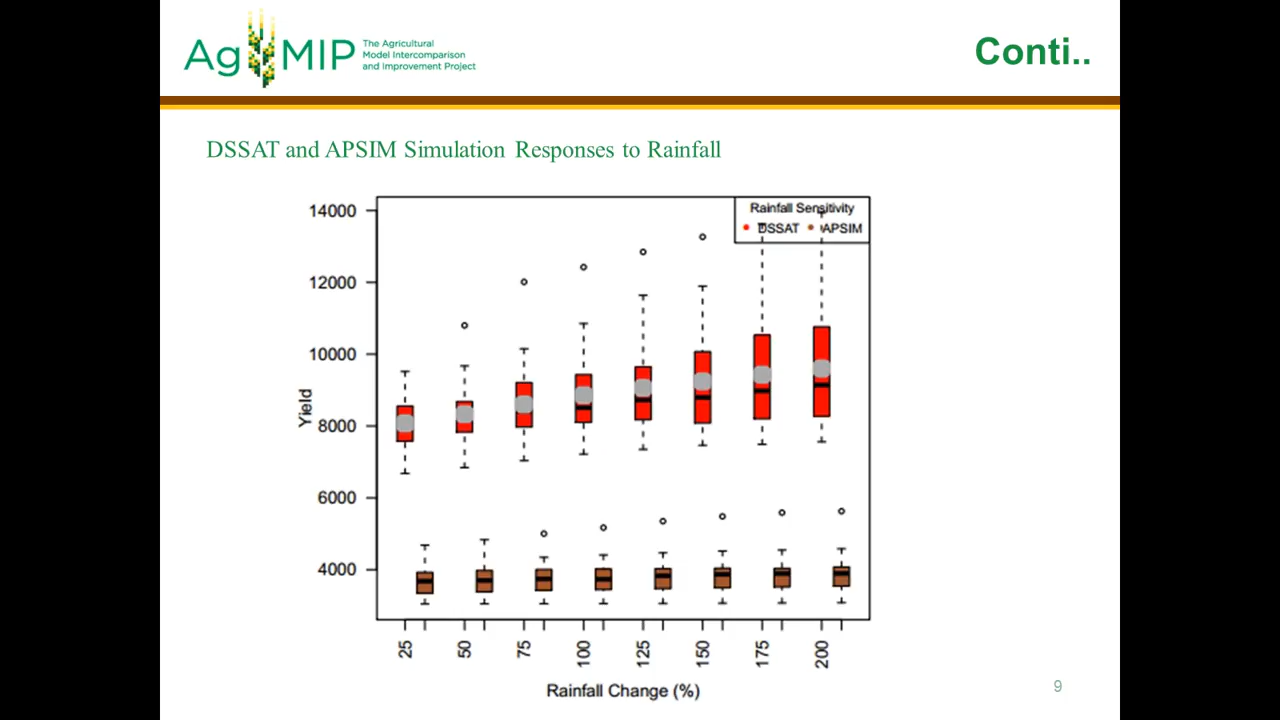 AgMIP
The Agricultural
Model Intercomparison
and Improvement Project
Conti..
DSSAT and APSIM Simulation Responses to Rainfall
Rainfall Sensitivity
DSSAT APSIM
14000
12000
10000
8000
6000
4000
Yield
25 50 75 100 125 150 175 200
Rainfall Change (%)
9